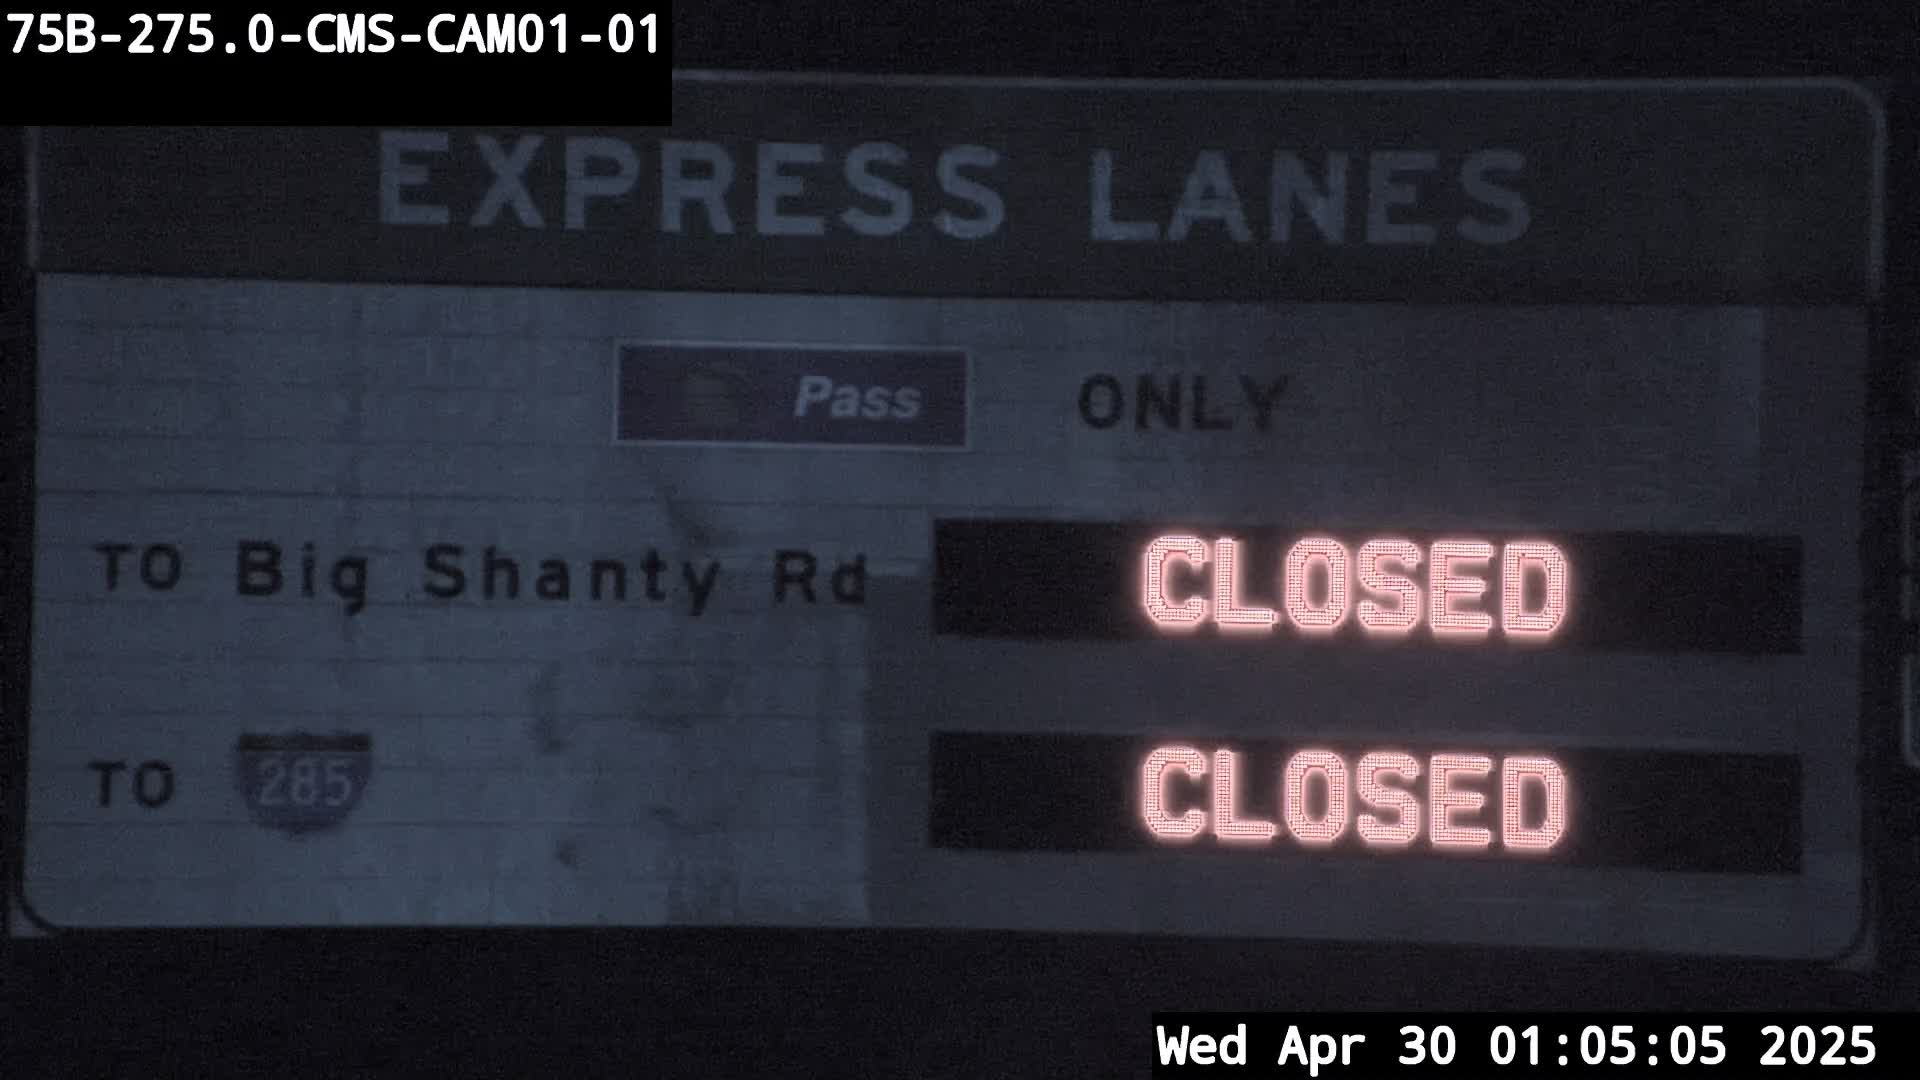 75B-275.0-CMS-CAM01-01
EXPRESS LANES
Pass ONLY
TO Big Shanty Rd CLOSED
TO 285 CLOSED
Wed Apr 30 01:05:05 2025